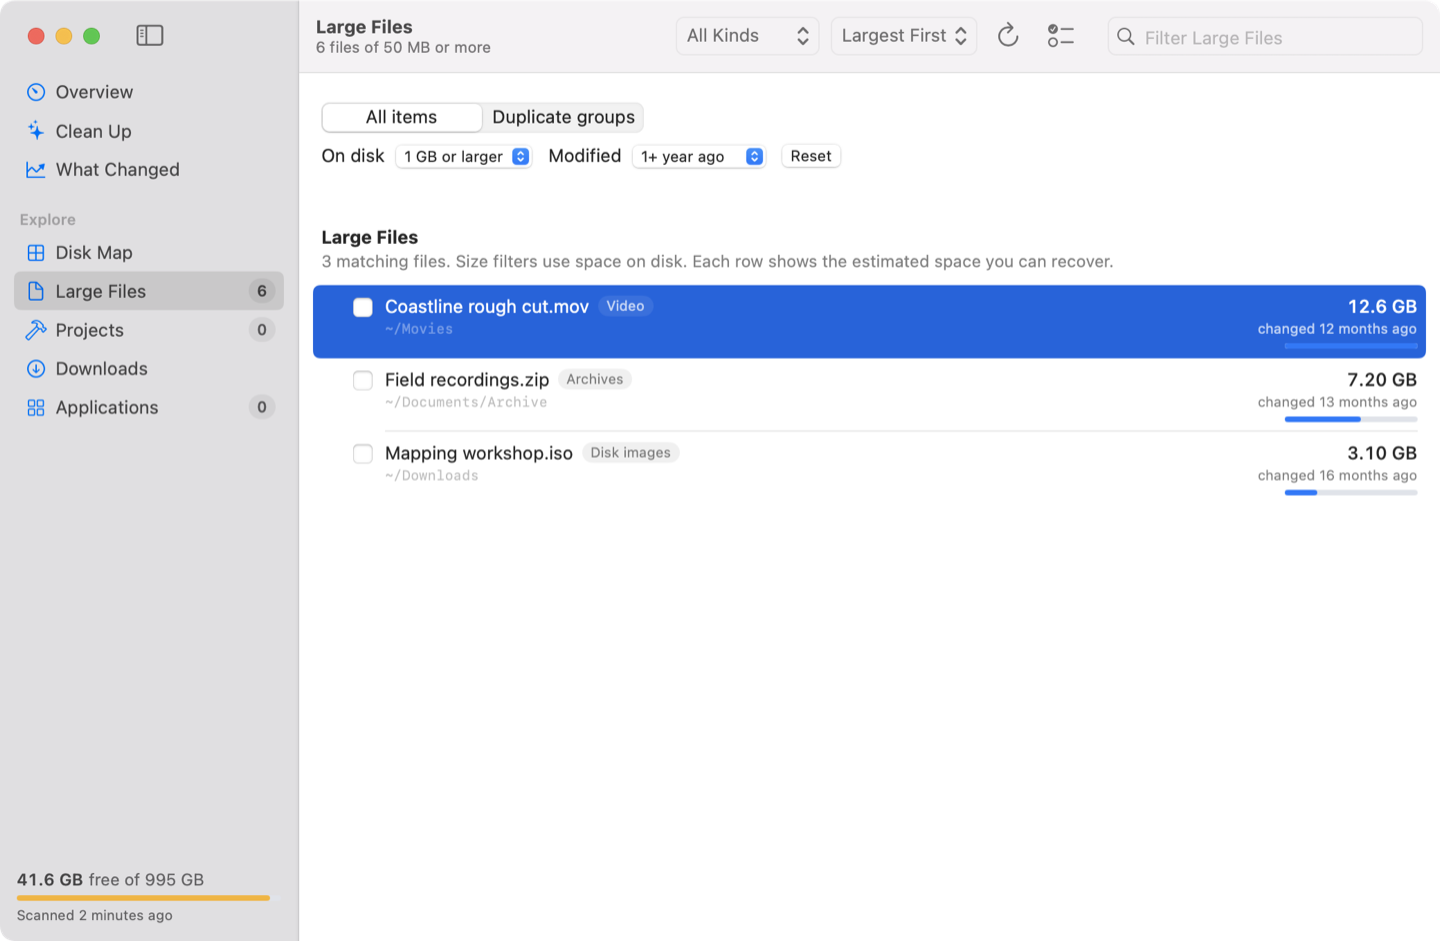 Large Files
6 files of 50 MB or more
All Kinds
Largest First
Filter Large Files
Overview
Clean Up
What Changed
Explore
Disk Map
Large Files 6
Projects 0
Downloads
Applications 0
41.6 GB free of 995 GB
Scanned 2 minutes ago
All items Duplicate groups
On disk 1 GB or larger Modified 1+ year ago Reset
Large Files
3 matching files. Size filters use space on disk. Each row shows the estimated space you can recover.
Coastline rough cut.mov Video 12.6 GB
~/Movies changed 12 months ago
Field recordings.zip Archives 7.20 GB
~/Documents/Archive changed 13 months ago
Mapping workshop.iso Disk images 3.10 GB
~/Downloads changed 16 months ago